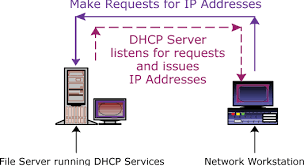 Make Requests for IP Addresses
DHCP Server
listens for requests
and issues
IP Addresses
File Server running DHCP Services
Network Workstation